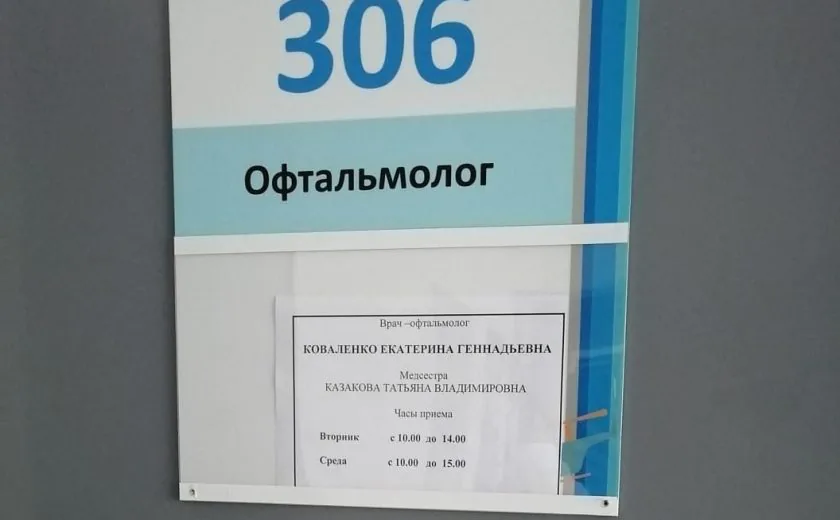 306
Офтальмолог
Врач –офтальмолог
КОВАЛЕНКО ЕКАТЕРИНА ГЕННАДЬЕВНА
Медсестра
КАЗАКОВА ТАТЬЯНА ВЛАДИМИРОВНА
Часы приема
Вторник с 10.00 до 14.00
Среда с 10.00 до 15.00